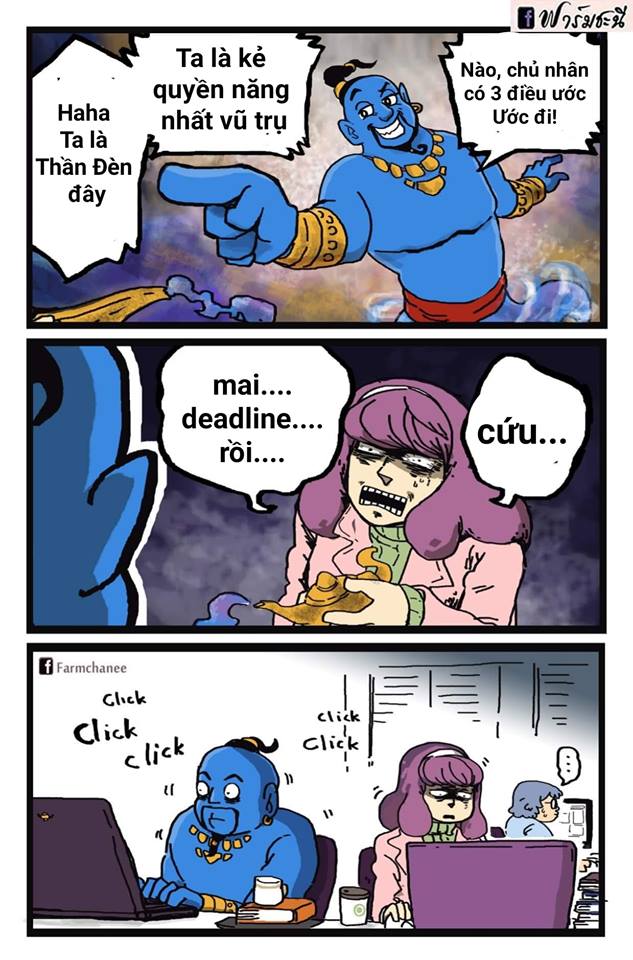 ฟาร์มชะนี
Haha
Ta là
Thần Đèn
đây
Ta là kẻ
quyền năng
nhất vũ trụ
Nào, chủ nhân
có 3 điều ước
Ước đi!
mai....
deadline....
rồi....
cứu...
Farmchanee
Click
Click
click
click
Click
...